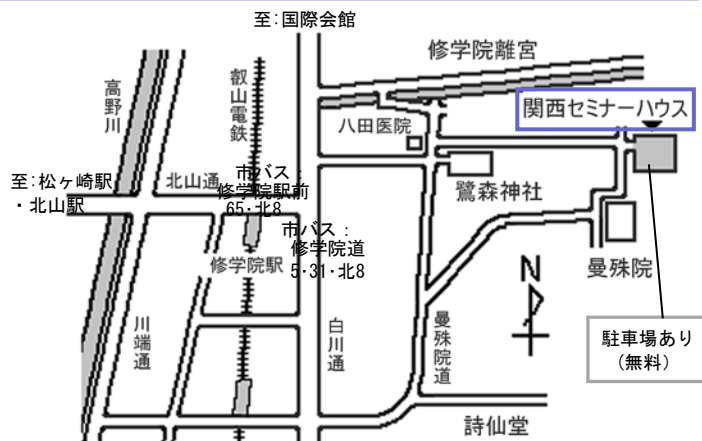 至:国際会館
修学院離宮
高野川
叡山電鉄
関西セミナーハウス
八田医院
至:松ヶ崎駅
・北山駅
北山通
市バス:
修学院駅前
65・北8
鷺森神社
市バス:
修学院道
5・31・北8
修学院駅
曼殊院
N
川端通
白川通
曼殊院道
駐車場あり
(無料)
詩仙堂